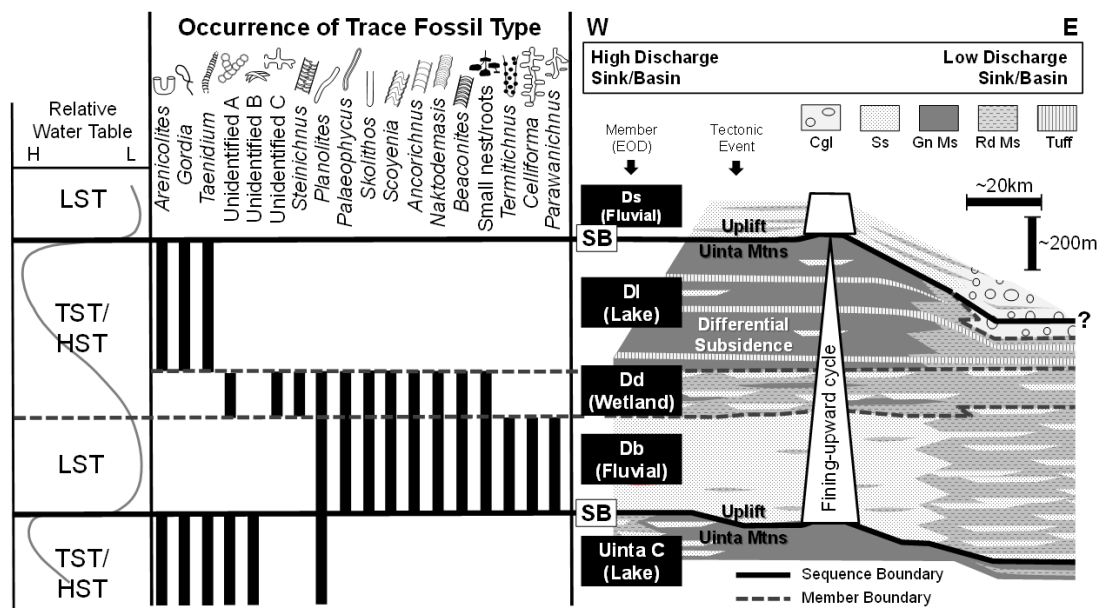 Occurrence of Trace Fossil Type
Relative
Water Table
H L
Arenicolites
Gordia
Taenidium
Unidentified A
Unidentified B
Unidentified C
Steinichnus
Planolites
Palaeophycus
Skolithos
Scoyenia
Ancorichnus
Naktodemasis
Beaconites
Small nest/roots
Termitichnus
Celliforma
Parawanichnus
LST
TST/
HST
LST
TST/
HST
W E
High Discharge
Sink/Basin
Low Discharge
Sink/Basin
Member
(EOD)
Tectonic
Event
Cgl Ss Gn Ms Rd Ms Tuff
~20km
~200m
Ds
(Fluvial)
SB
Uplift
Uinta Mtns
Dl
(Lake)
Differential
Subsidence
?
Dd
(Wetland)
Db
(Fluvial)
Fining-upward cycle
SB
Uplift
Uinta Mtns
Uinta C
(Lake)
Sequence Boundary
Member Boundary